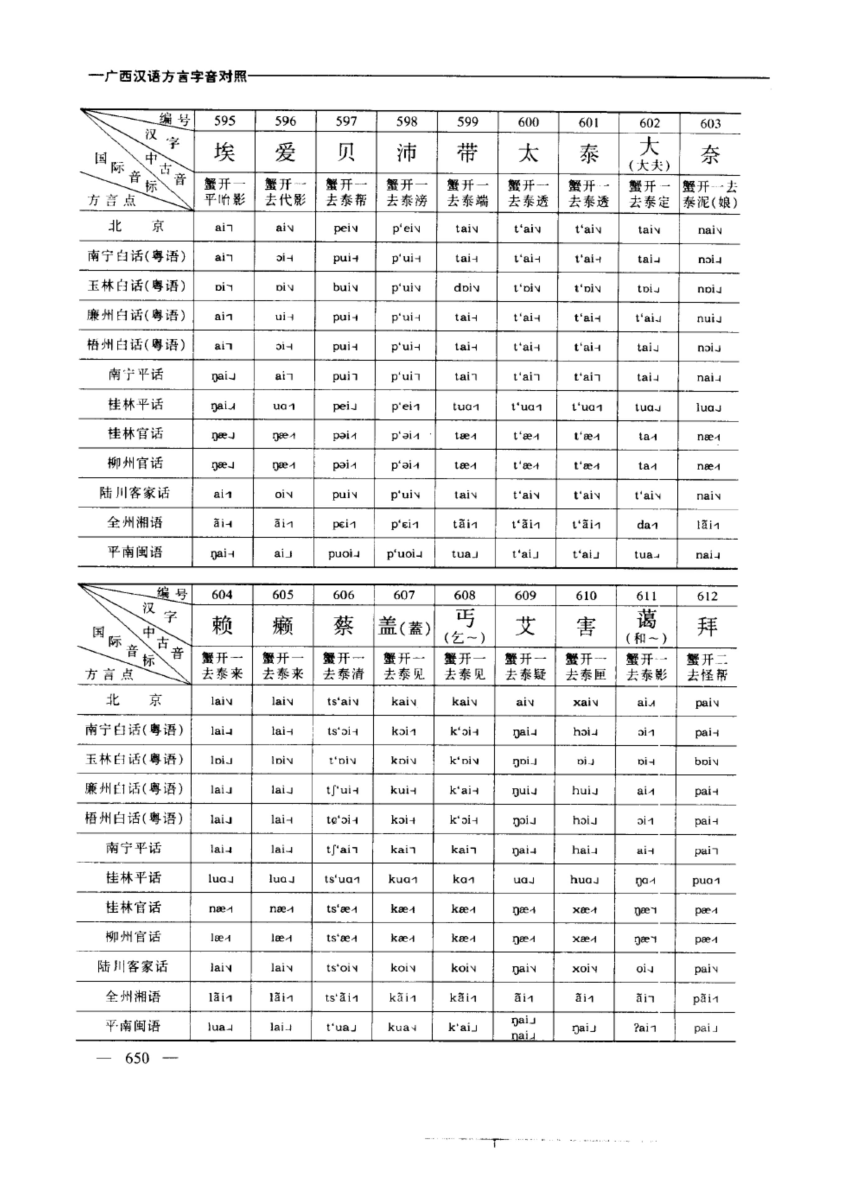 一广西汉语方言字音对照
编号 595 596 597 598 599 600 601 602 603
汉字 埃 爱 贝 沛 带 太 泰 大(大夫) 奈
中古音 国际音标 方言点
蟹开一 蟹开一 蟹开一 蟹开一 蟹开一 蟹开一 蟹开一 蟹开一 蟹开一去
平咍影 去代影 去泰帮 去泰滂 去泰端 去泰透 去泰透 去泰定 泰泥(娘)
北京 ai ai pei p‘ei tai t‘ai t‘ai tai nai
南宁白话(粤语) ai ɔi pui p‘ui tai t‘ai t‘ai tai nɔi
玉林白话(粤语) ɒi ɒi bui p‘ui dɒi t‘ɒi t‘ɒi tɒi nɒi
廉州白话(粤语) ai ui pui p‘ui tai t‘ai t‘ai t‘ai nui
梧州白话(粤语) ai ɔi pui p‘ui tai t‘ai t‘ai tai nɔi
南宁平话 ŋai ai pui p‘ui tai t‘ai t‘ai tai nai
桂林平话 ŋai uɑ pei p‘ei tuɑ t‘uɑ t‘uɑ tuɑ luɑ
桂林官话 ŋæ ŋæ pəi p‘əi tæ t‘æ t‘æ ta næ
柳州官话 ŋæ ŋæ pəi p‘əi tæ t‘æ t‘æ ta næ
陆川客家话 ai oi pui p‘ui tai t‘ai t‘ai t‘ai nai
全州湘语 ãi ãi pɛi p‘ɛi tãi t‘ãi t‘ãi da lãi
平南闽语 ŋai ai puoi p‘uoi tua t‘ai t‘ai tua nai
编号 604 605 606 607 608 609 610 611 612
汉字 赖 癞 蔡 盖(蓋) 丐(乞～) 艾 害 蔼(和～) 拜
中古音 国际音标 方言点
蟹开一 蟹开一 蟹开一 蟹开一 蟹开一 蟹开一 蟹开一 蟹开一 蟹开二
去泰来 去泰来 去泰清 去泰见 去泰见 去泰疑 去泰匣 去泰影 去怪帮
北京 lai lai ts‘ai kai kai ai xai ai pai
南宁白话(粤语) lai lai ts‘ɔi kɔi k‘ɔi ŋai hɔi ɔi pai
玉林白话(粤语) lɒi lɒi t‘ɒi kɒi k‘ɒi ŋɒi ɒi ɒi bɒi
廉州白话(粤语) lai lai tʃ‘ui kui k‘ai ŋui hui ai pai
梧州白话(粤语) lai lai tɕ‘ɔi kɔi k‘ɔi ŋɔi hɔi ɔi pai
南宁平话 lai lai tʃ‘ai kai kai ŋai hai ai pai
桂林平话 luɑ luɑ ts‘uɑ kuɑ kɑ uɑ huɑ ŋɑ puɑ
桂林官话 næ næ ts‘æ kæ kæ ŋæ xæ ŋæ pæ
柳州官话 læ læ ts‘æ kæ kæ ŋæ xæ ŋæ pæ
陆川客家话 lai lai ts‘oi koi koi ŋai xoi oi pai
全州湘语 lãi lãi ts‘ãi kãi kãi ãi ãi ãi pãi
平南闽语 lua lai t‘ua kua k‘ai ŋai ŋai ʔai pai
nai
— 650 —